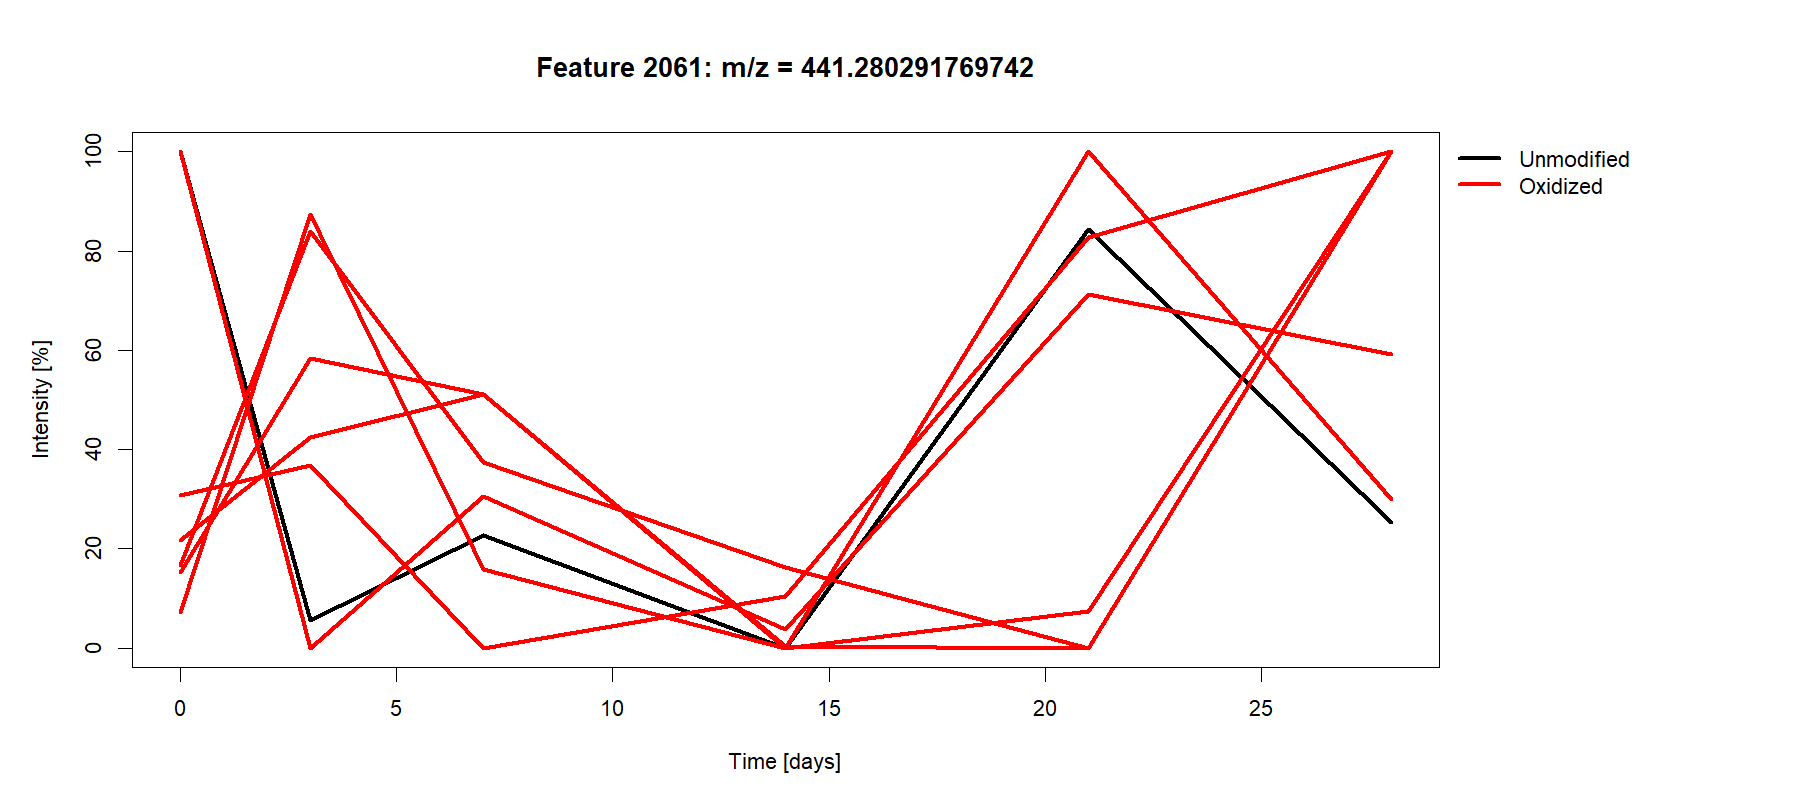 Feature 2061: m/z = 441.280291769742
Unmodified
Oxidized
Intensity [%]
100
80
60
40
20
0
0 5 10 15 20 25
Time [days]